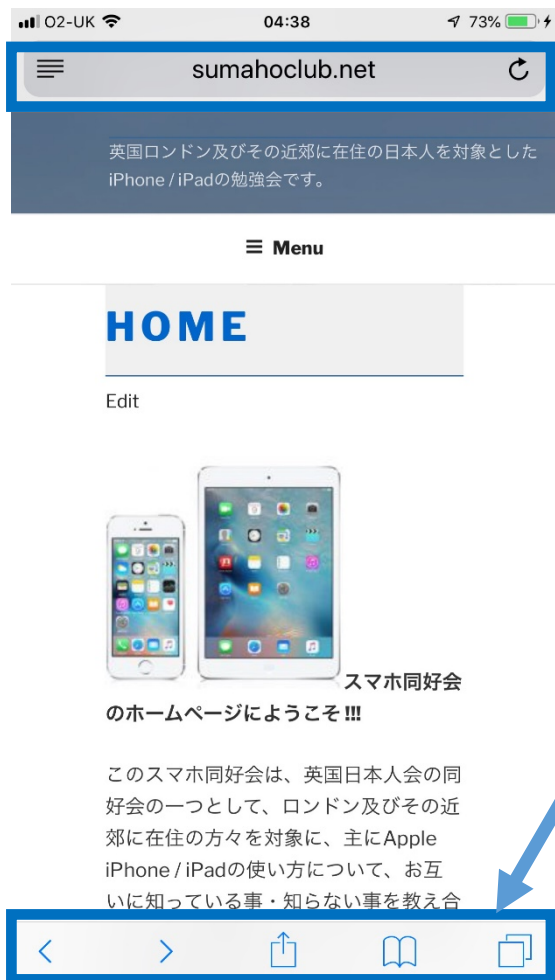 O2-UK 04:38 73%
sumahoclub.net
英国ロンドン及びその近郊に在住の日本人を対象とした
iPhone / iPadの勉強会です。
Menu
HOME
Edit
スマホ同好会
のホームページにようこそ !!!
このスマホ同好会は、英国日本人会の同
好会の一つとして、ロンドン及びその近
郊に在住の方々を対象に、主にApple
iPhone / iPadの使い方について、お互
いに知っている事・知らない事を教え合